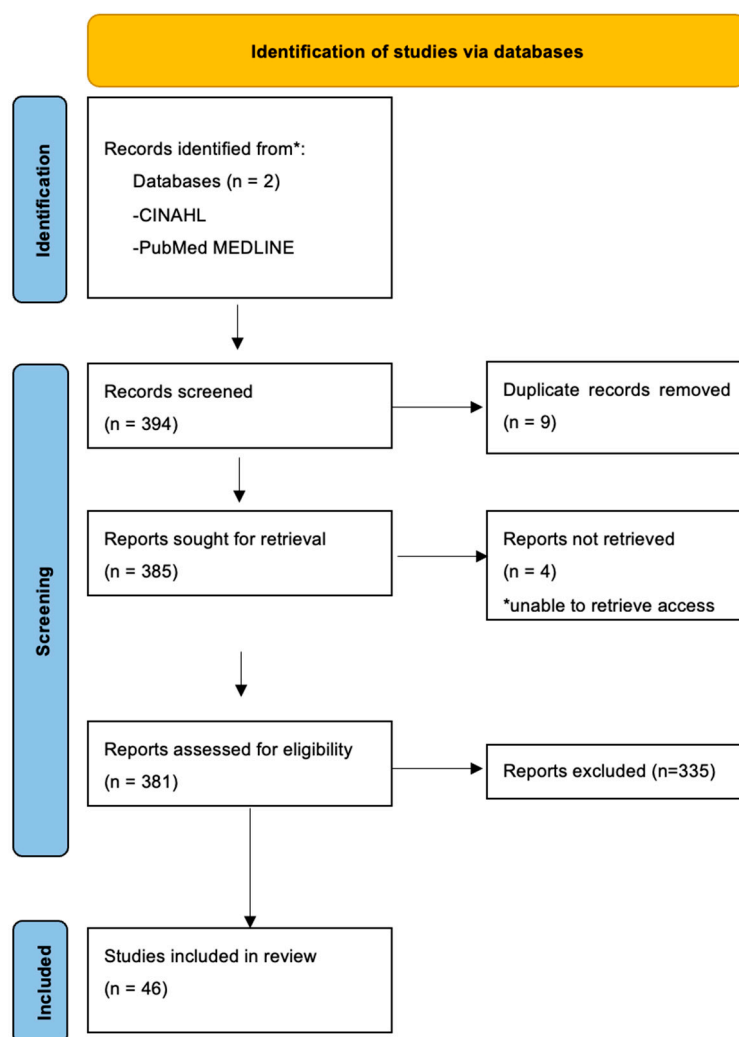 Identification of studies via databases
Identification
Records identified from*:
Databases (n = 2)
-CINAHL
-PubMed MEDLINE
Screening
Records screened
(n = 394)
Duplicate records removed
(n = 9)
Reports sought for retrieval
(n = 385)
Reports not retrieved
(n = 4)
*unable to retrieve access
Reports assessed for eligibility
(n = 381)
Reports excluded (n=335)
Included
Studies included in review
(n = 46)